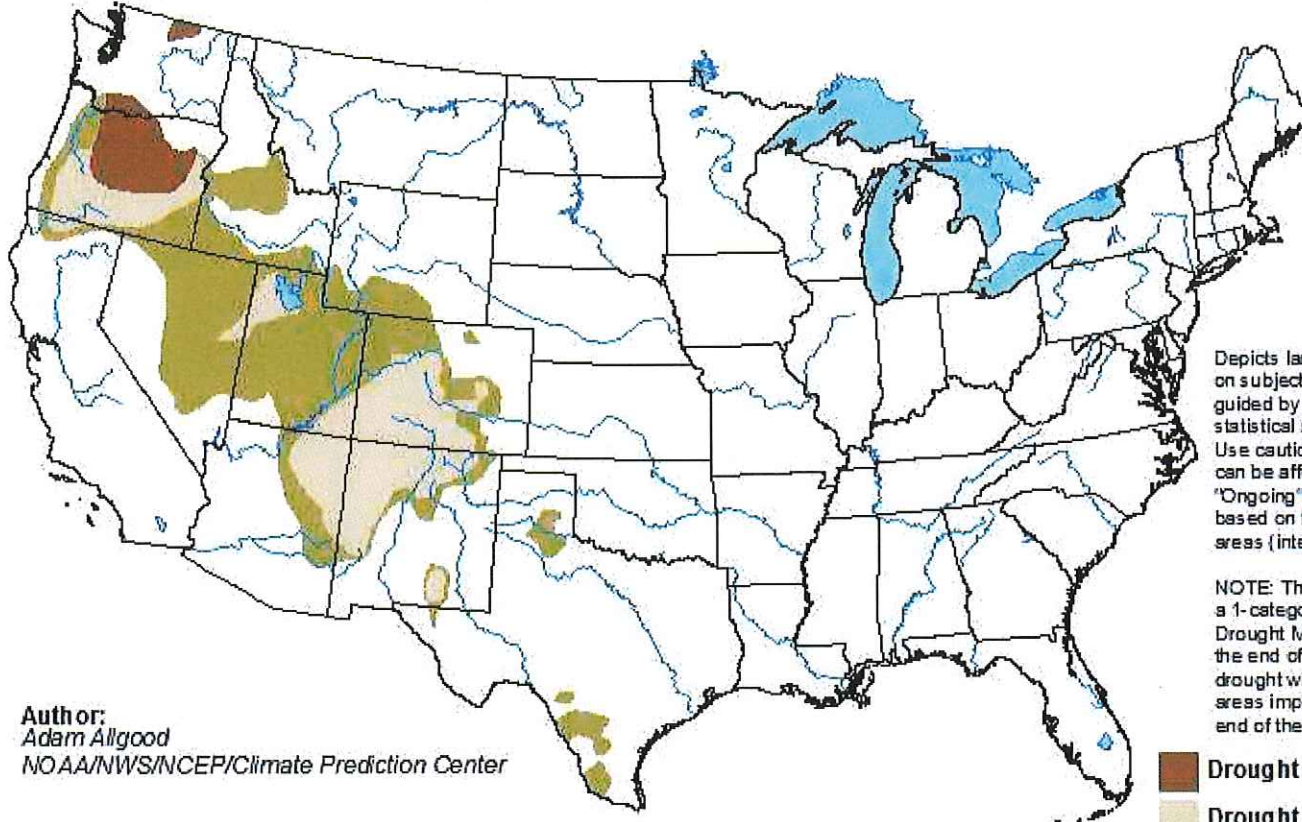 Depicts la
on subject
guided by
statistical
Use cautio
can be aff
"Ongoing"
based on
areas (inte
NOTE: Th
a 1-catego
Drought M
the end of
drought w
areas imp
end of the
Author:
Adam Allgood
NOAA/NWS/NCEP/Climate Prediction Center
Drought
Drought